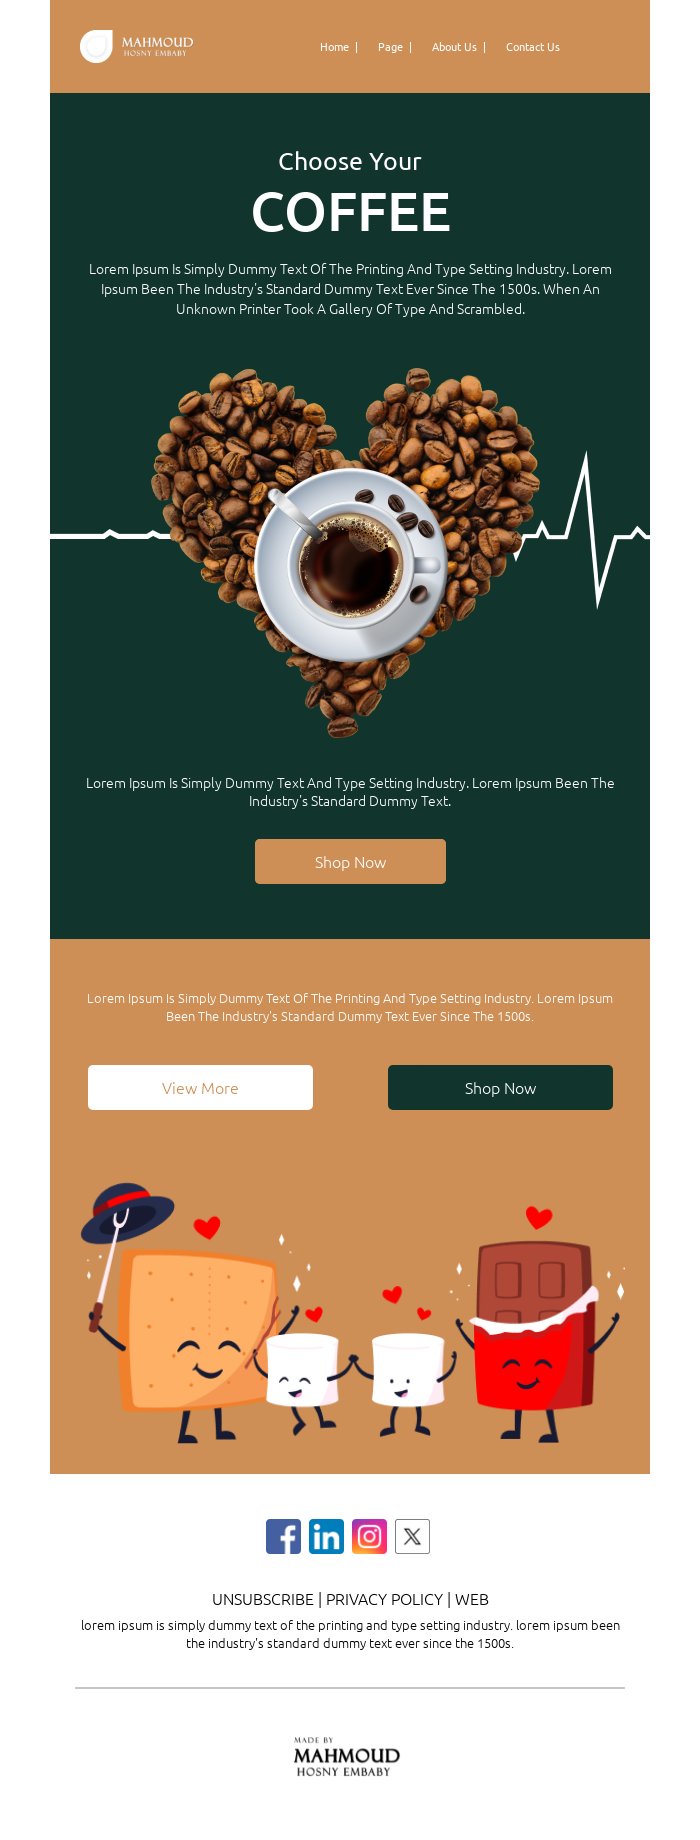 MAHMOUD
HOSNY EMBABY
Home | Page | About Us | Contact Us
Choose Your
COFFEE
Lorem Ipsum Is Simply Dummy Text Of The Printing And Type Setting Industry. Lorem
Ipsum Been The Industry's Standard Dummy Text Ever Since The 1500s. When An
Unknown Printer Took A Gallery Of Type And Scrambled.
Lorem Ipsum Is Simply Dummy Text And Type Setting Industry. Lorem Ipsum Been The
Industry's Standard Dummy Text.
Shop Now
Lorem Ipsum Is Simply Dummy Text Of The Printing And Type Setting Industry. Lorem Ipsum
Been The Industry's Standard Dummy Text Ever Since The 1500s.
View More
Shop Now
UNSUBSCRIBE | PRIVACY POLICY | WEB
lorem ipsum is simply dummy text of the printing and type setting industry. lorem ipsum been
the industry's standard dummy text ever since the 1500s.
MADE BY
MAHMOUD
HOSNY EMBABY